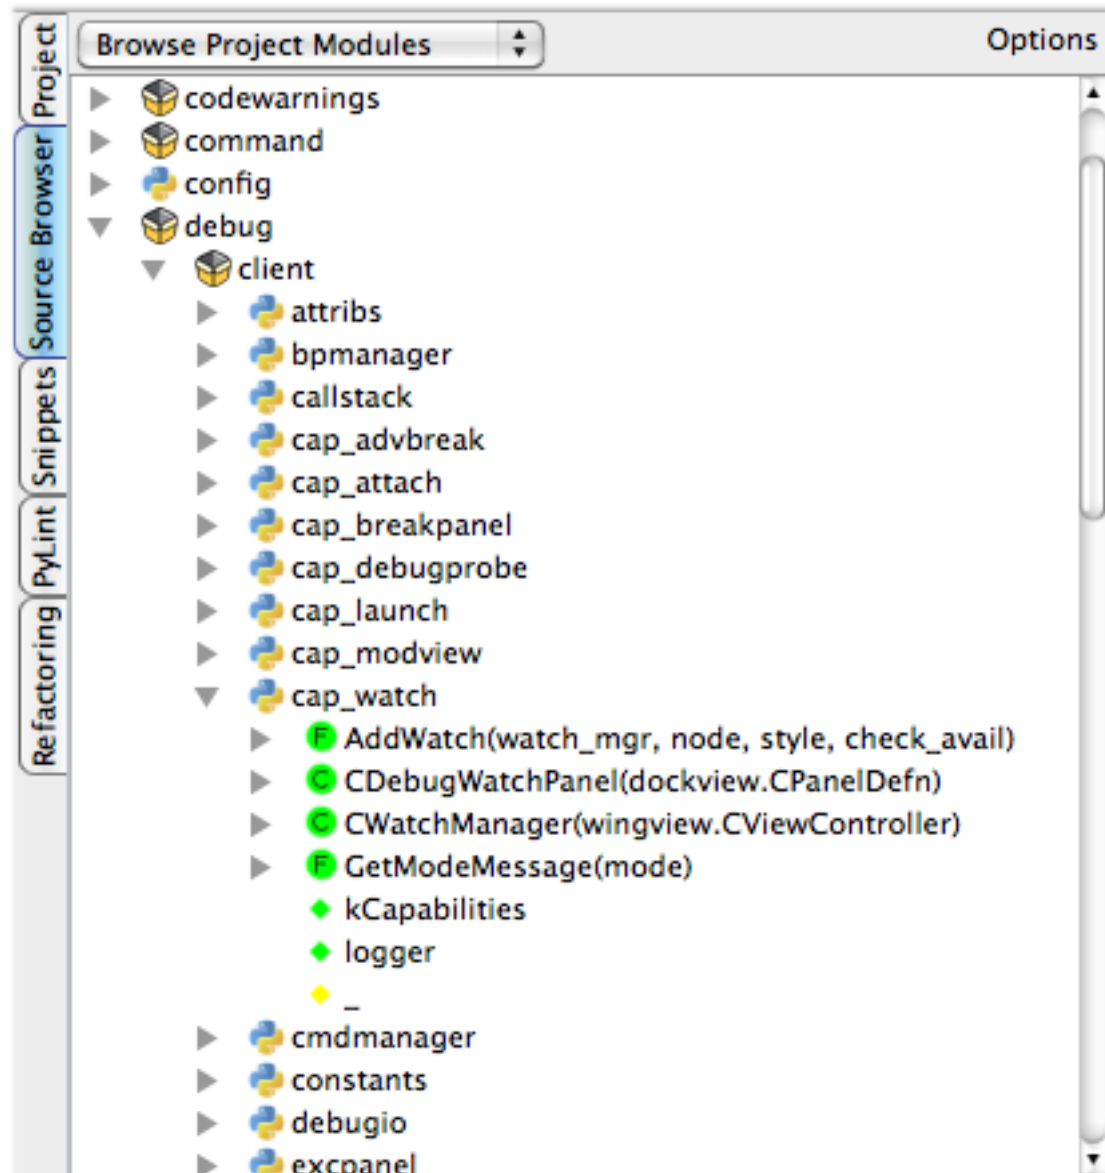 Browse Project Modules
Options
Project
Source Browser
Snippets
PyLint
Refactoring
codewarnings
command
config
debug
client
attribs
bpmanager
callstack
cap_advbreak
cap_attach
cap_breakpanel
cap_debugprobe
cap_launch
cap_modview
cap_watch
F AddWatch(watch_mgr, node, style, check_avail)
C CDebugWatchPanel(dockview.CPanelDefn)
C CWatchManager(wingview.CViewController)
F GetModeMessage(mode)
kCapabilities
logger
_
cmdmanager
constants
debugio
excpanel